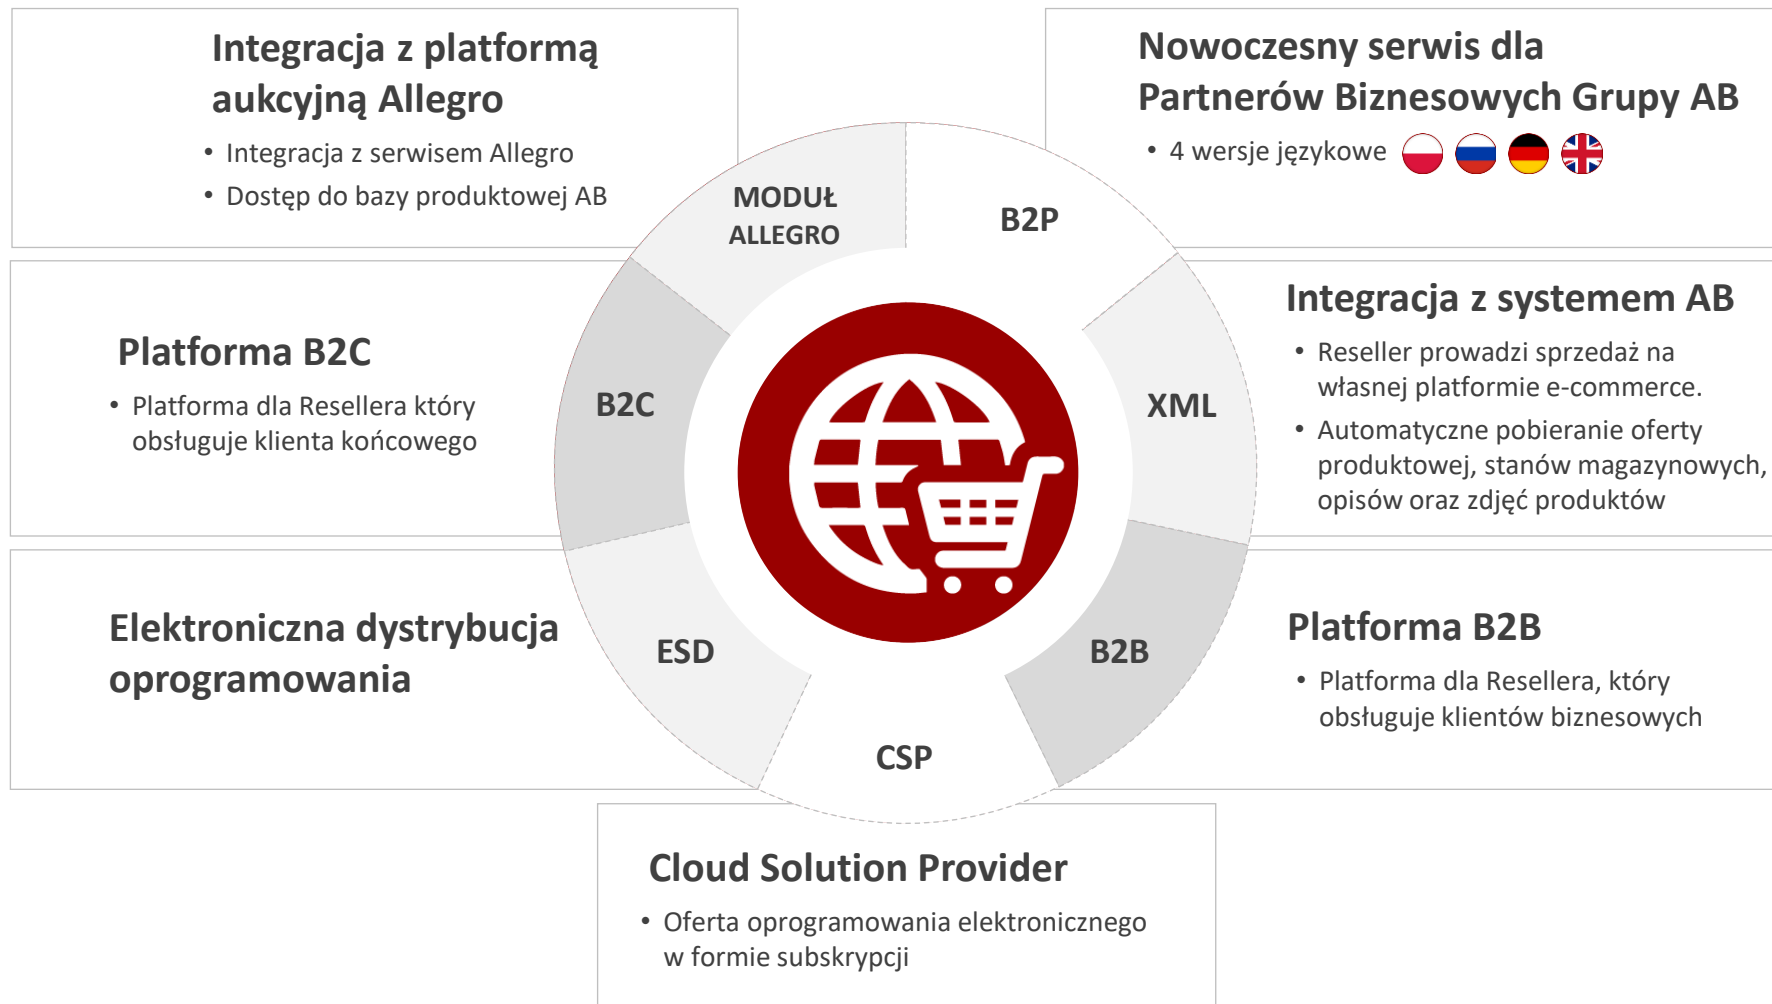 Integracja z platformą
aukcyjną Allegro
• Integracja z serwisem Allegro
• Dostęp do bazy produktowej AB
Nowoczesny serwis dla
Partnerów Biznesowych Grupy AB
• 4 wersje językowe
MODUŁ
ALLEGRO
B2P
Platforma B2C
• Platforma dla Resellera który
obsługuje klienta końcowego
B2C
XML
Integracja z systemem AB
• Reseller prowadzi sprzedaż na
własnej platformie e-commerce.
• Automatyczne pobieranie oferty
produktowej, stanów magazynowych,
opisów oraz zdjęć produktów
Elektroniczna dystrybucja
oprogramowania
ESD
B2B
Platforma B2B
• Platforma dla Resellera, który
obsługuje klientów biznesowych
CSP
Cloud Solution Provider
• Oferta oprogramowania elektronicznego
w formie subskrypcji